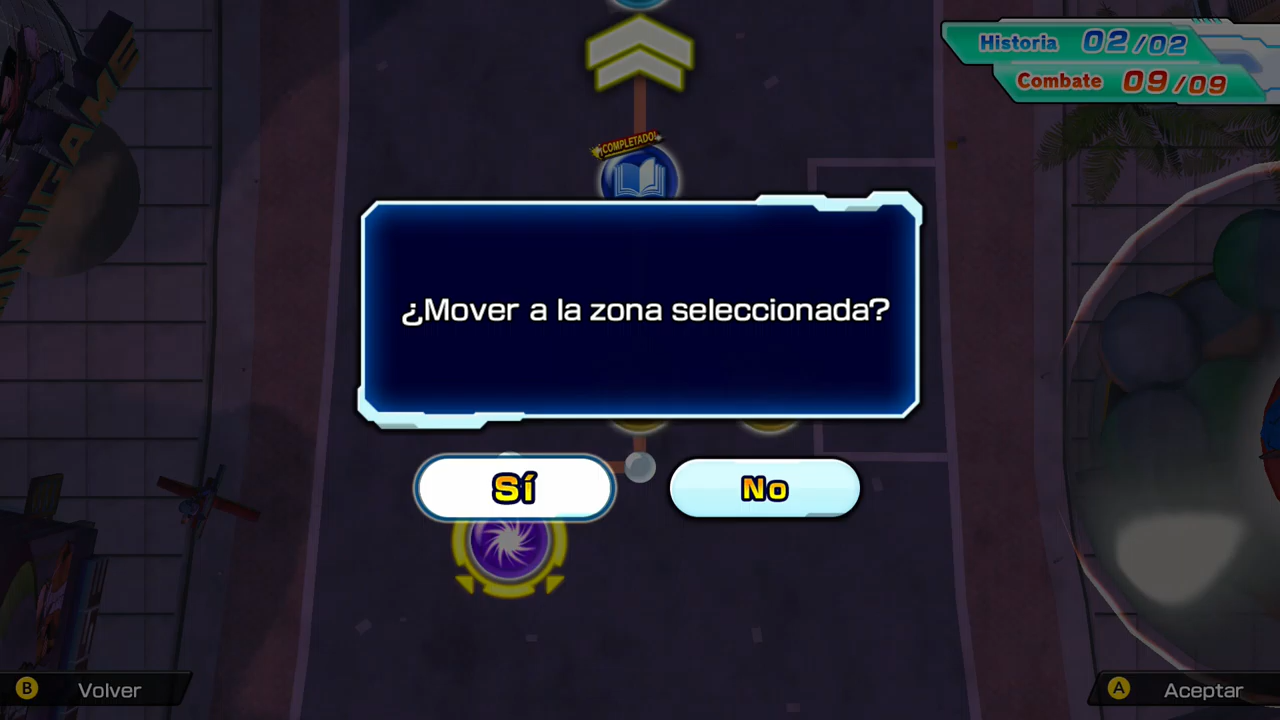 Historia 02/02
Combate 09/09
¡COMPLETADO!
¿Mover a la zona seleccionada?
Sí
No
B Volver
A Aceptar